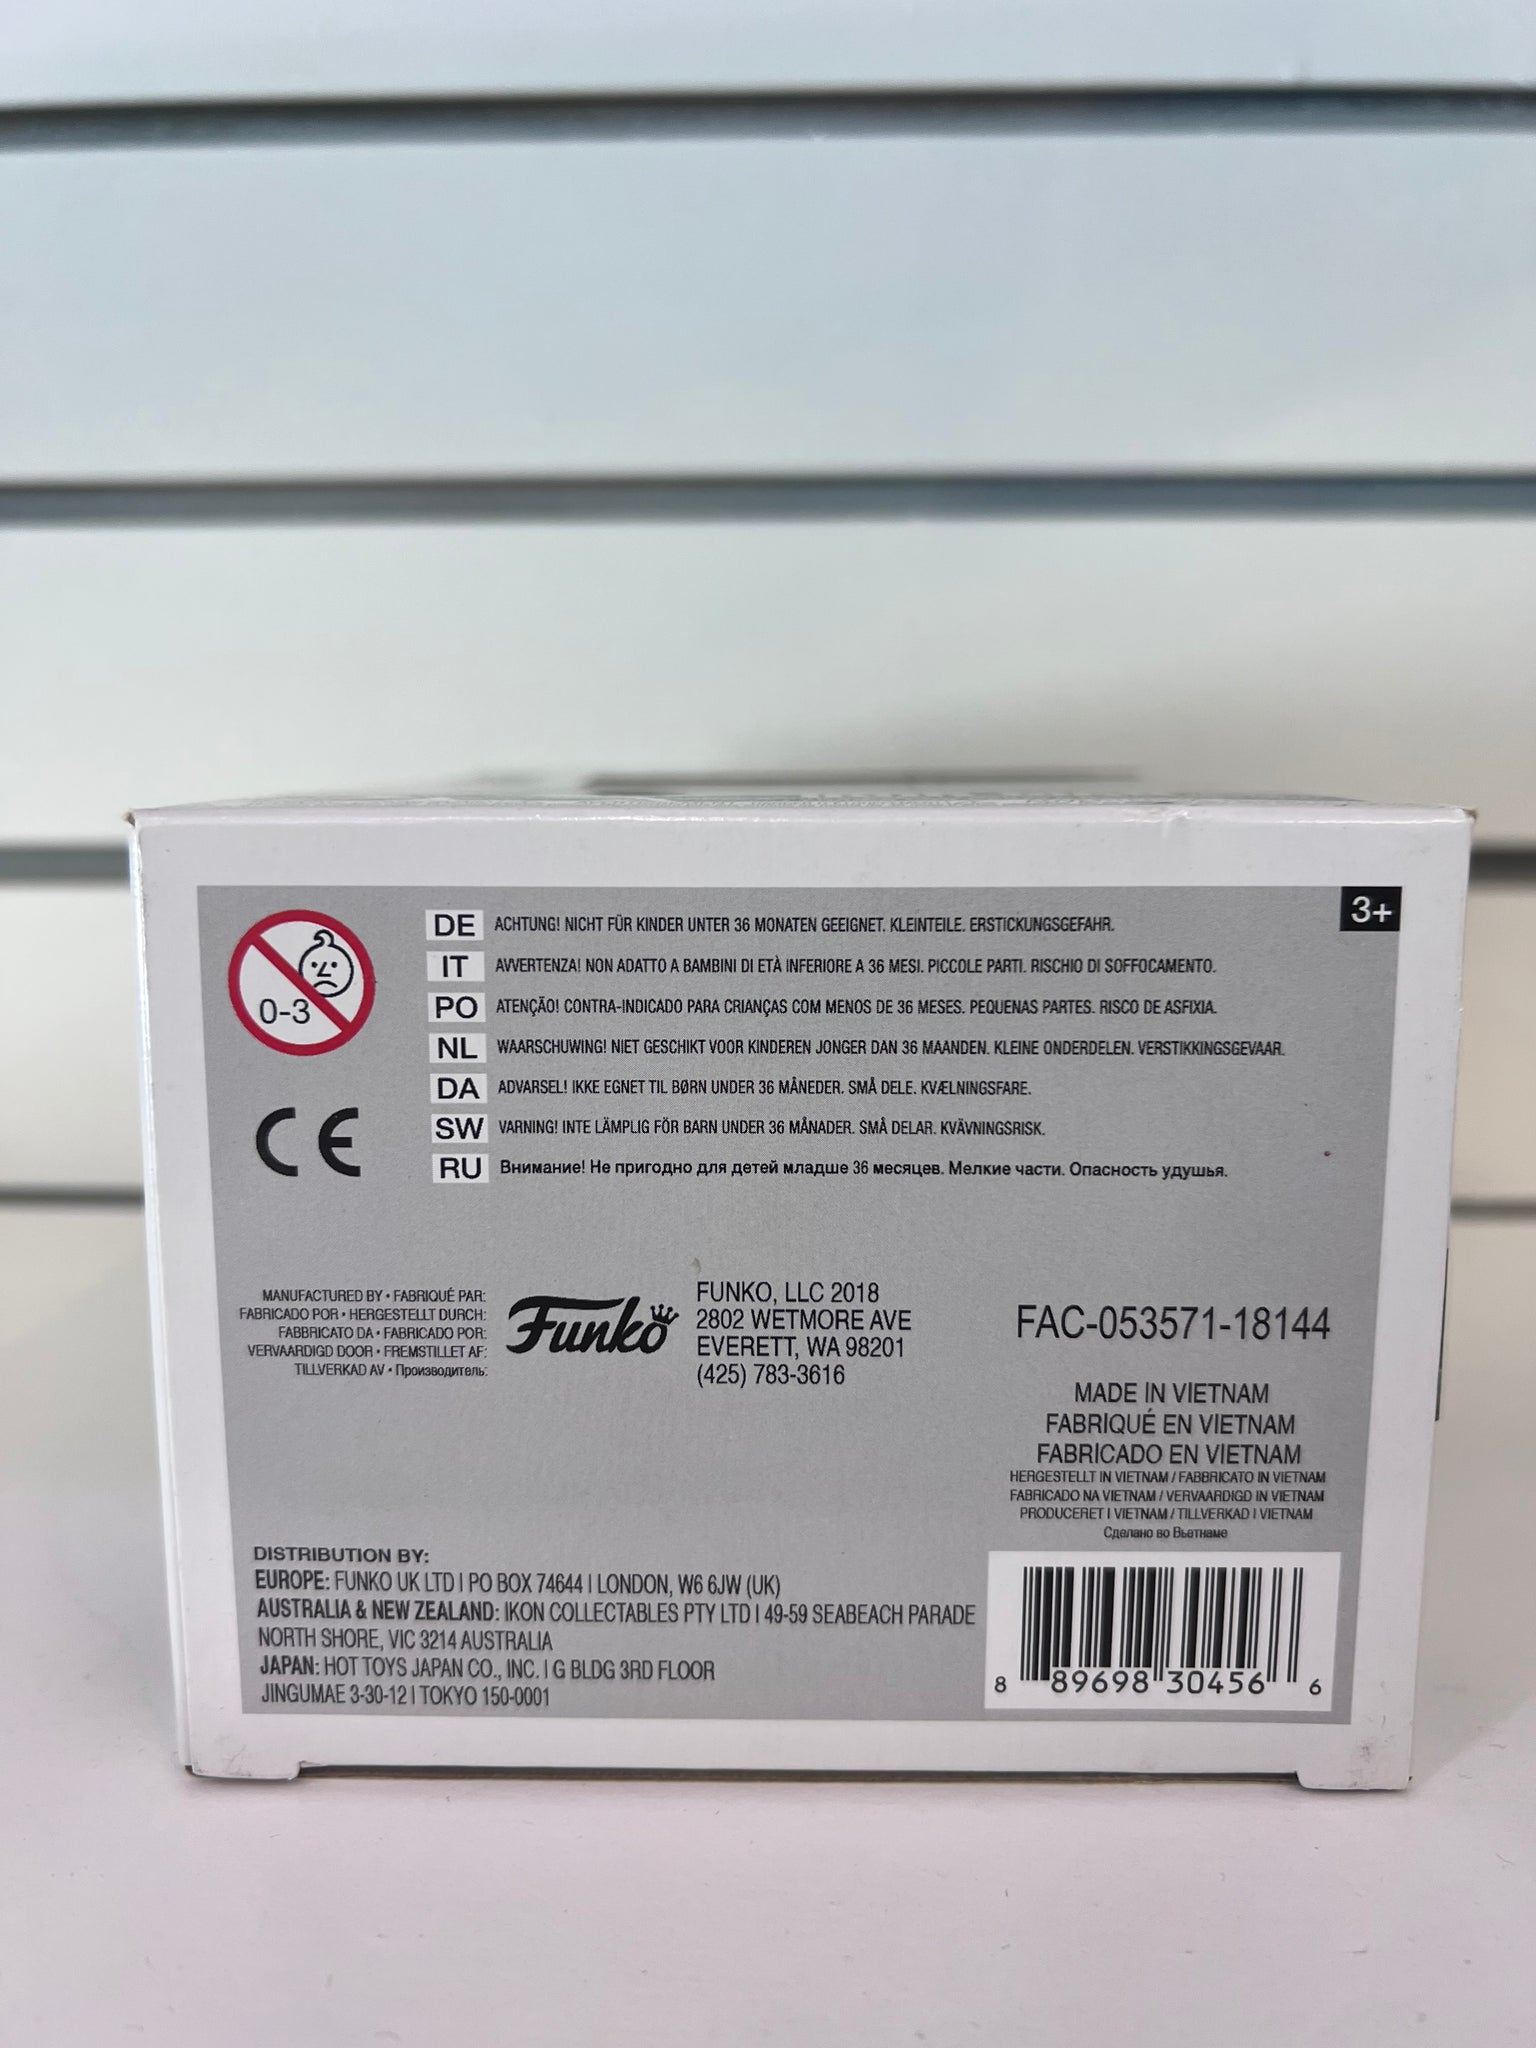 3+
0-3
DE ACHTUNG! NICHT FÜR KINDER UNTER 36 MONATEN GEEIGNET. KLEINTEILE. ERSTICKUNGSGEFAHR.
IT AVVERTENZA! NON ADATTO A BAMBINI DI ETÀ INFERIORE A 36 MESI. PICCOLE PARTI. RISCHIO DI SOFFOCAMENTO.
PO ATENÇÃO! CONTRA-INDICADO PARA CRIANÇAS COM MENOS DE 36 MESES. PEQUENAS PARTES. RISCO DE ASFIXIA.
NL WAARSCHUWING! NIET GESCHIKT VOOR KINDEREN JONGER DAN 36 MAANDEN. KLEINE ONDERDELEN. VERSTIKKINGSGEVAAR.
DA ADVARSEL! IKKE EGNET TIL BØRN UNDER 36 MÅNEDER. SMÅ DELE. KVÆLNINGSFARE.
SW VARNING! INTE LÄMPLIG FÖR BARN UNDER 36 MÅNADER. SMÅ DELAR. KVÄVNINGSRISK.
RU Внимание! Не пригодно для детей младше 36 месяцев. Мелкие части. Опасность удушья.
CE
MANUFACTURED BY • FABRIQUÉ PAR:
FABRICADO POR • HERGESTELLT DURCH:
FABBRICATO DA • FABRICADO POR:
VERVAARDIGD DOOR • FREMSTILLET AF:
TILLVERKAD AV • Производитель:
Funko
FUNKO, LLC 2018
2802 WETMORE AVE
EVERETT, WA 98201
(425) 783-3616
FAC-053571-18144
MADE IN VIETNAM
FABRIQUÉ EN VIETNAM
FABRICADO EN VIETNAM
HERGESTELLT IN VIETNAM / FABBRICATO IN VIETNAM
FABRICADO NA VIETNAM / VERVAARDIGD IN VIETNAM
PRODUCERET I VIETNAM / TILLVERKAD I VIETNAM
Сделано во Вьетнаме
DISTRIBUTION BY:
EUROPE: FUNKO UK LTD | PO BOX 74644 | LONDON, W6 6JW (UK)
AUSTRALIA & NEW ZEALAND: IKON COLLECTABLES PTY LTD | 49-59 SEABEACH PARADE
NORTH SHORE, VIC 3214 AUSTRALIA
JAPAN: HOT TOYS JAPAN CO., INC. | G BLDG 3RD FLOOR
JINGUMAE 3-30-12 | TOKYO 150-0001
8 89698 30456 6